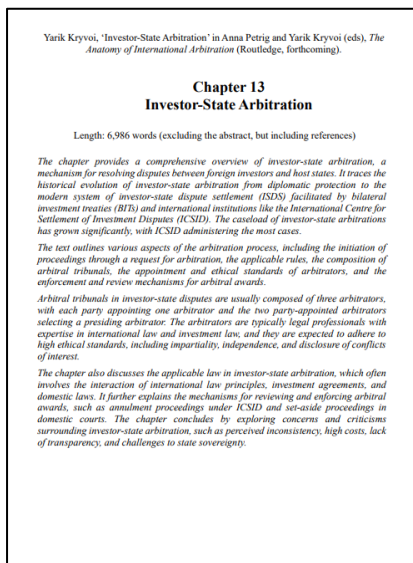 Yarik Kryvoi, 'Investor-State Arbitration' in Anna Petrig and Yarik Kryvoi (eds), The
Anatomy of International Arbitration (Routledge, forthcoming).
Chapter 13
Investor-State Arbitration
Length: 6,986 words (excluding the abstract, but including references)
The chapter provides a comprehensive overview of investor-state arbitration, a
mechanism for resolving disputes between foreign investors and host states. It traces the
historical evolution of investor-state arbitration from diplomatic protection to the
modern system of investor-state dispute settlement (ISDS) facilitated by bilateral
investment treaties (BITs) and international institutions like the International Centre for
Settlement of Investment Disputes (ICSID). The caseload of investor-state arbitrations
has grown significantly, with ICSID administering the most cases.
The text outlines various aspects of the arbitration process, including the initiation of
proceedings through a request for arbitration, the applicable rules, the composition of
arbitral tribunals, the appointment and ethical standards of arbitrators, and the
enforcement and review mechanisms for arbitral awards.
Arbitral tribunals in investor-state disputes are usually composed of three arbitrators,
with each party appointing one arbitrator and the two party-appointed arbitrators
selecting a presiding arbitrator. The arbitrators are typically legal professionals with
expertise in international law and investment law, and they are expected to adhere to
high ethical standards, including impartiality, independence, and disclosure of conflicts
of interest.
The chapter also discusses the applicable law in investor-state arbitration, which often
involves the interaction of international law principles, investment agreements, and
domestic laws. It further explains the mechanisms for reviewing and enforcing arbitral
awards, such as annulment proceedings under ICSID and set-aside proceedings in
domestic courts. The chapter concludes by exploring concerns and criticisms
surrounding investor-state arbitration, such as perceived inconsistency, high costs, lack
of transparency, and challenges to state sovereignty.